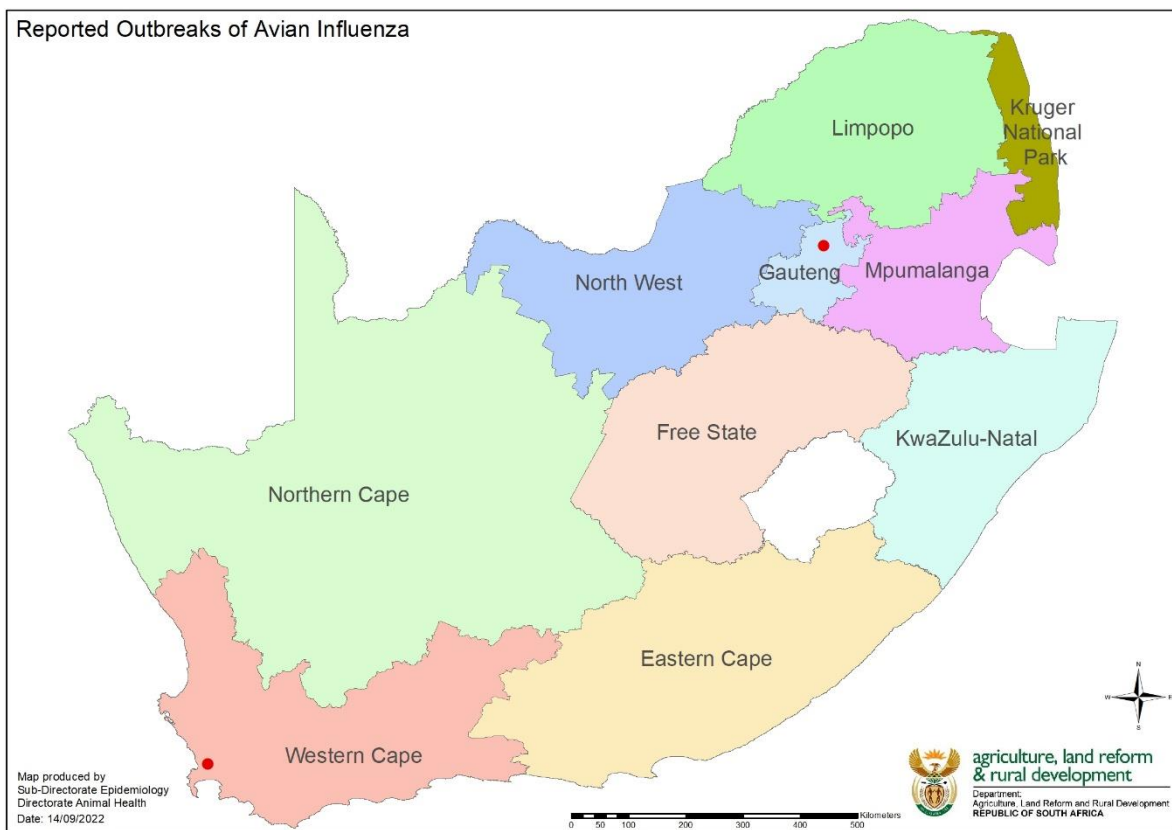 Reported Outbreaks of Avian Influenza
Limpopo
Kruger
National
Park
North West
Gauteng
Mpumalanga
Free State
KwaZulu-Natal
Northern Cape
Eastern Cape
Western Cape
N
W
E
S
Map produced by
Sub-Directorate Epidemiology
Directorate Animal Health
Date: 14/09/2022
Kilometers
0 50 100 200 300 400 500
agriculture, land reform
& rural development
Department:
Agriculture, Land Reform and Rural Development
REPUBLIC OF SOUTH AFRICA